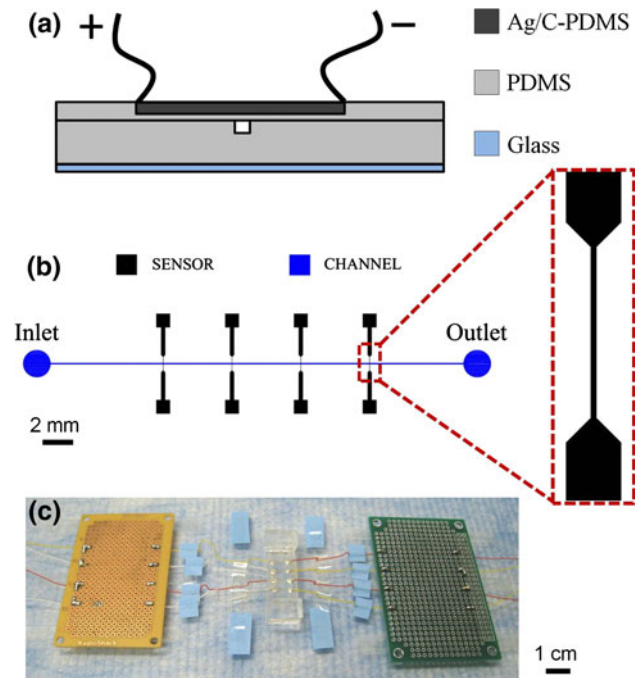 (a)
+
−
Ag/C-PDMS
PDMS
Glass
(b)
SENSOR
CHANNEL
Inlet
Outlet
2 mm
(c)
1 cm